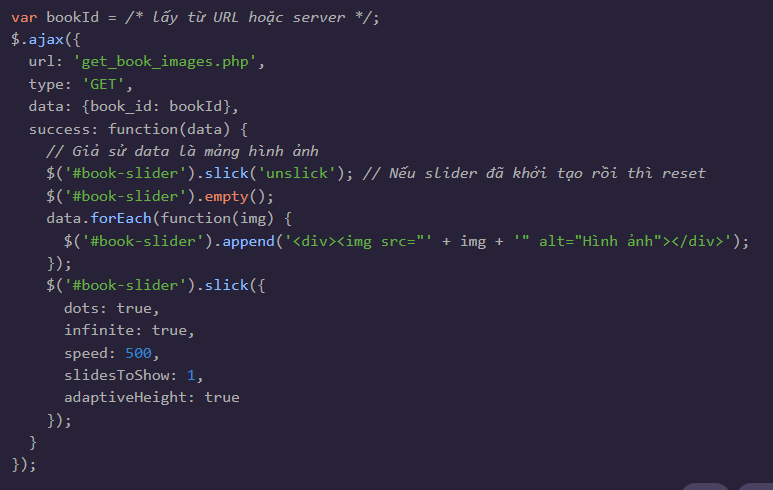 var bookId = /* lấy từ URL hoặc server */;
$.ajax({
  url: 'get_book_images.php',
  type: 'GET',
  data: {book_id: bookId},
  success: function(data) {
    // Giả sử data là mảng hình ảnh
    $('#book-slider').slick('unslick'); // Nếu slider đã khởi tạo rồi thì reset
    $('#book-slider').empty();
    data.forEach(function(img) {
      $('#book-slider').append('<div><img src="' + img + '" alt="Hình ảnh"></div>');
    });
    $('#book-slider').slick({
      dots: true,
      infinite: true,
      speed: 500,
      slidesToShow: 1,
      adaptiveHeight: true
    });
  }
});